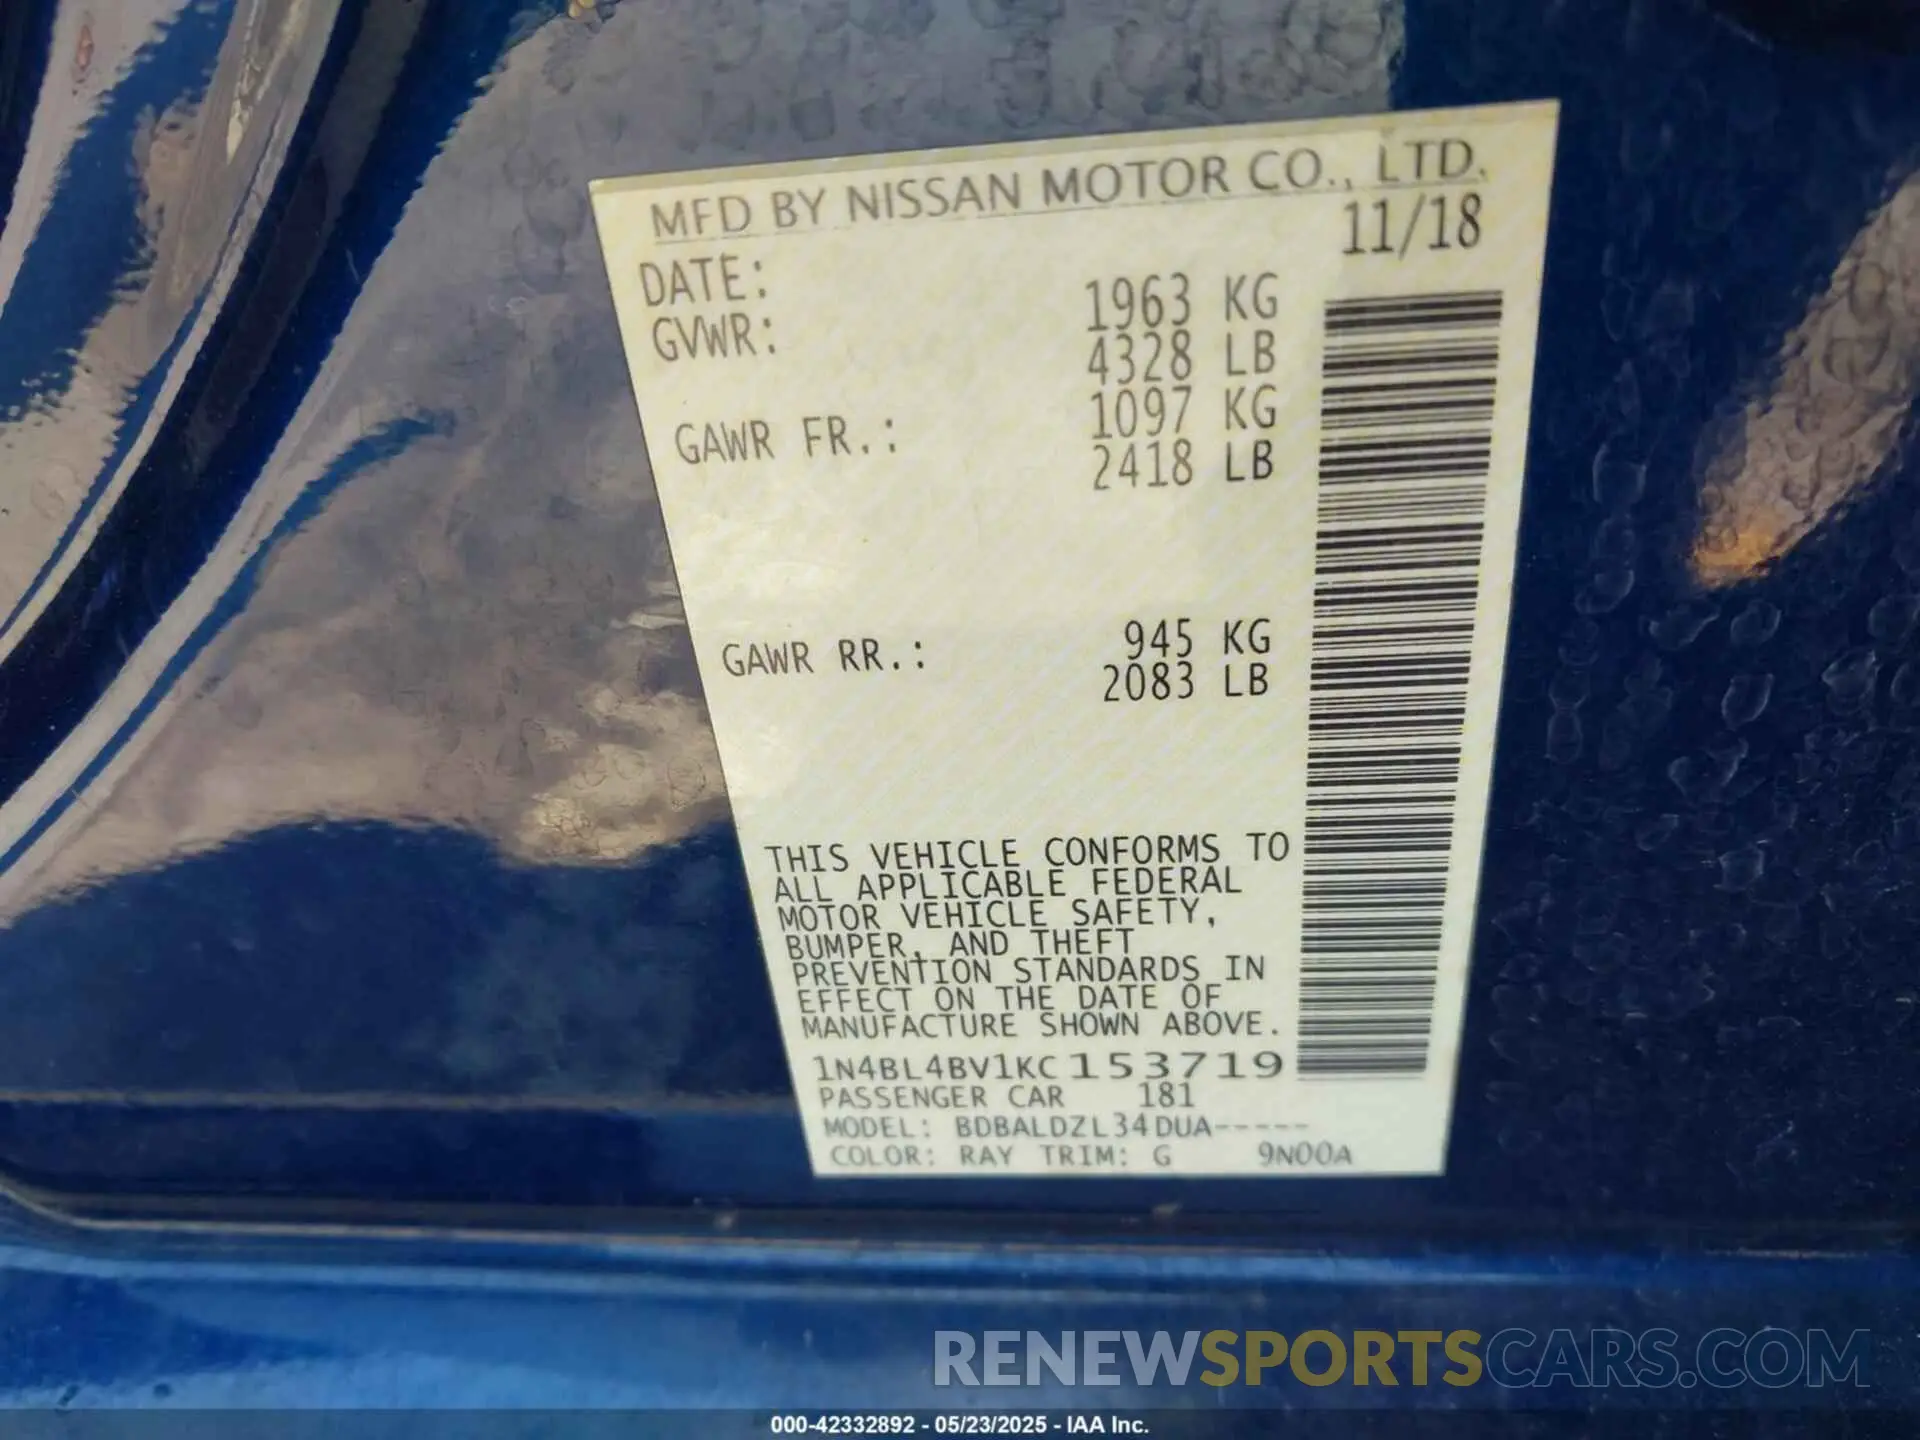 MFD BY NISSAN MOTOR CO., LTD.
DATE: 11/18
GVWR: 1963 KG
4328 LB
GAWR FR.: 1097 KG
2418 LB
GAWR RR.: 945 KG
2083 LB
THIS VEHICLE CONFORMS TO
ALL APPLICABLE FEDERAL
MOTOR VEHICLE SAFETY,
BUMPER, AND THEFT
PREVENTION STANDARDS IN
EFFECT ON THE DATE OF
MANUFACTURE SHOWN ABOVE.
1N4BL4BV1KC153719
PASSENGER CAR 181
MODEL: BDBALDZL34DUA-----
COLOR: RAY TRIM: G 9N00A
RENEWSPORTSCARS.COM
000-42332892 - 05/23/2025 - IAA Inc.